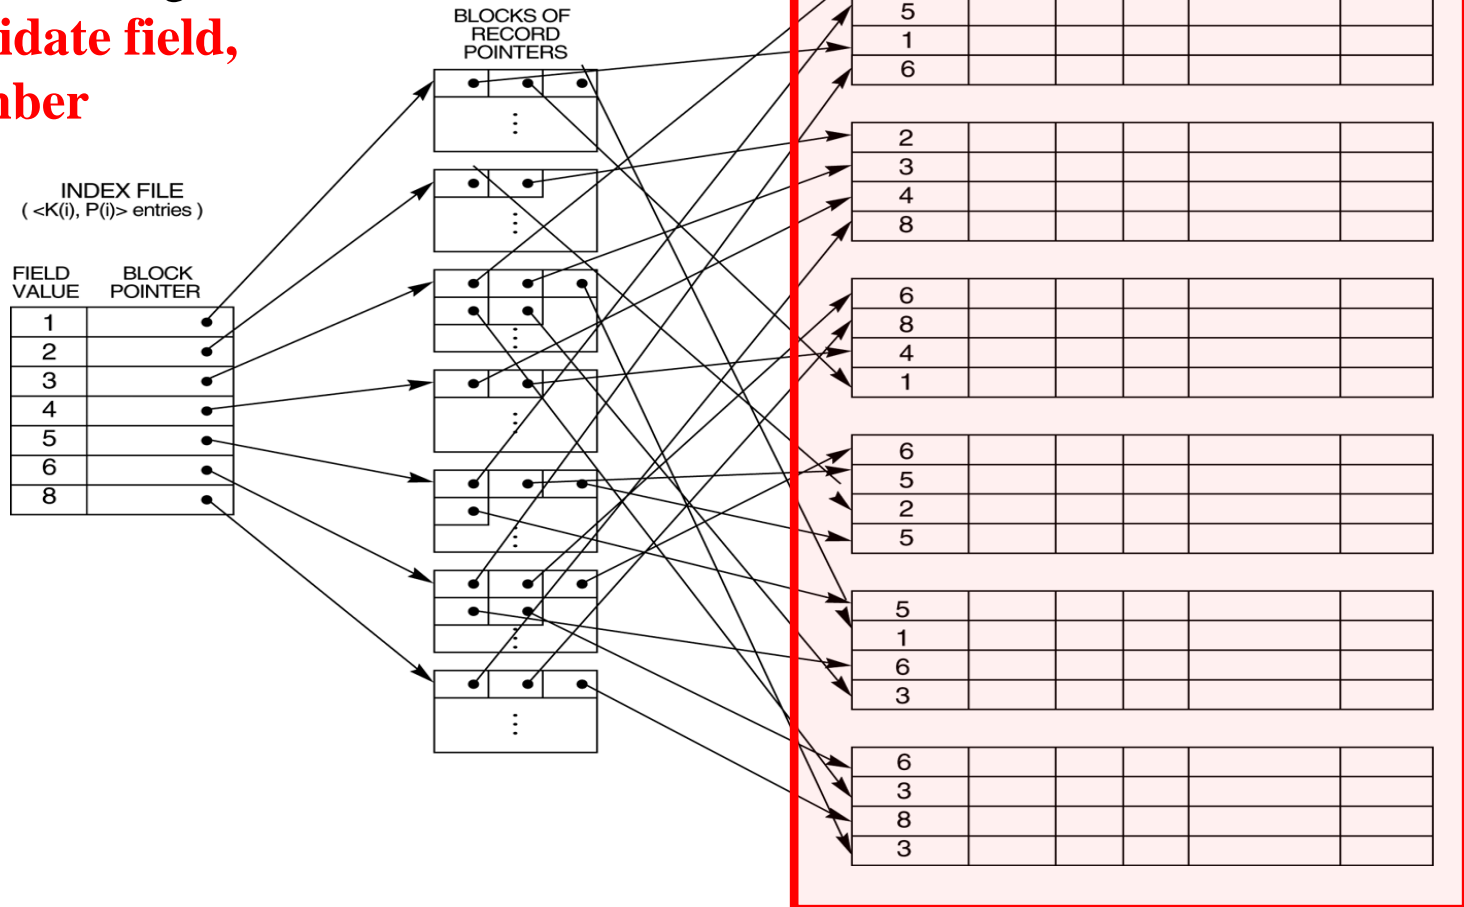 idate field,
nber
BLOCKS OF
RECORD
POINTERS
INDEX FILE
( <K(i), P(i)> entries )
FIELD
VALUE
BLOCK
POINTER
1
2
3
4
5
6
8
5
1
6
2
3
4
8
6
8
4
1
6
5
2
5
5
1
6
3
6
3
8
3